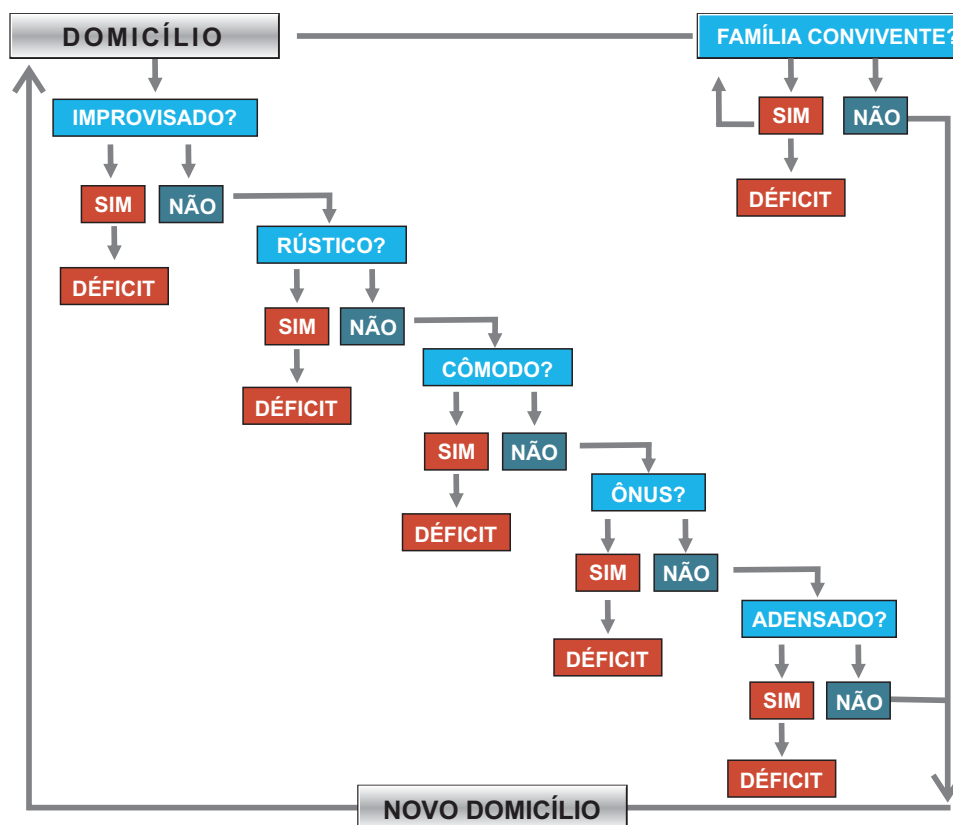 DOMICÍLIO
FAMÍLIA CONVIVENTE?
IMPROVISADO?
SIM
NÃO
DÉFICIT
SIM
NÃO
DÉFICIT
RÚSTICO?
SIM
NÃO
DÉFICIT
CÔMODO?
SIM
NÃO
DÉFICIT
ÔNUS?
SIM
NÃO
DÉFICIT
ADENSADO?
SIM
NÃO
DÉFICIT
NOVO DOMICÍLIO